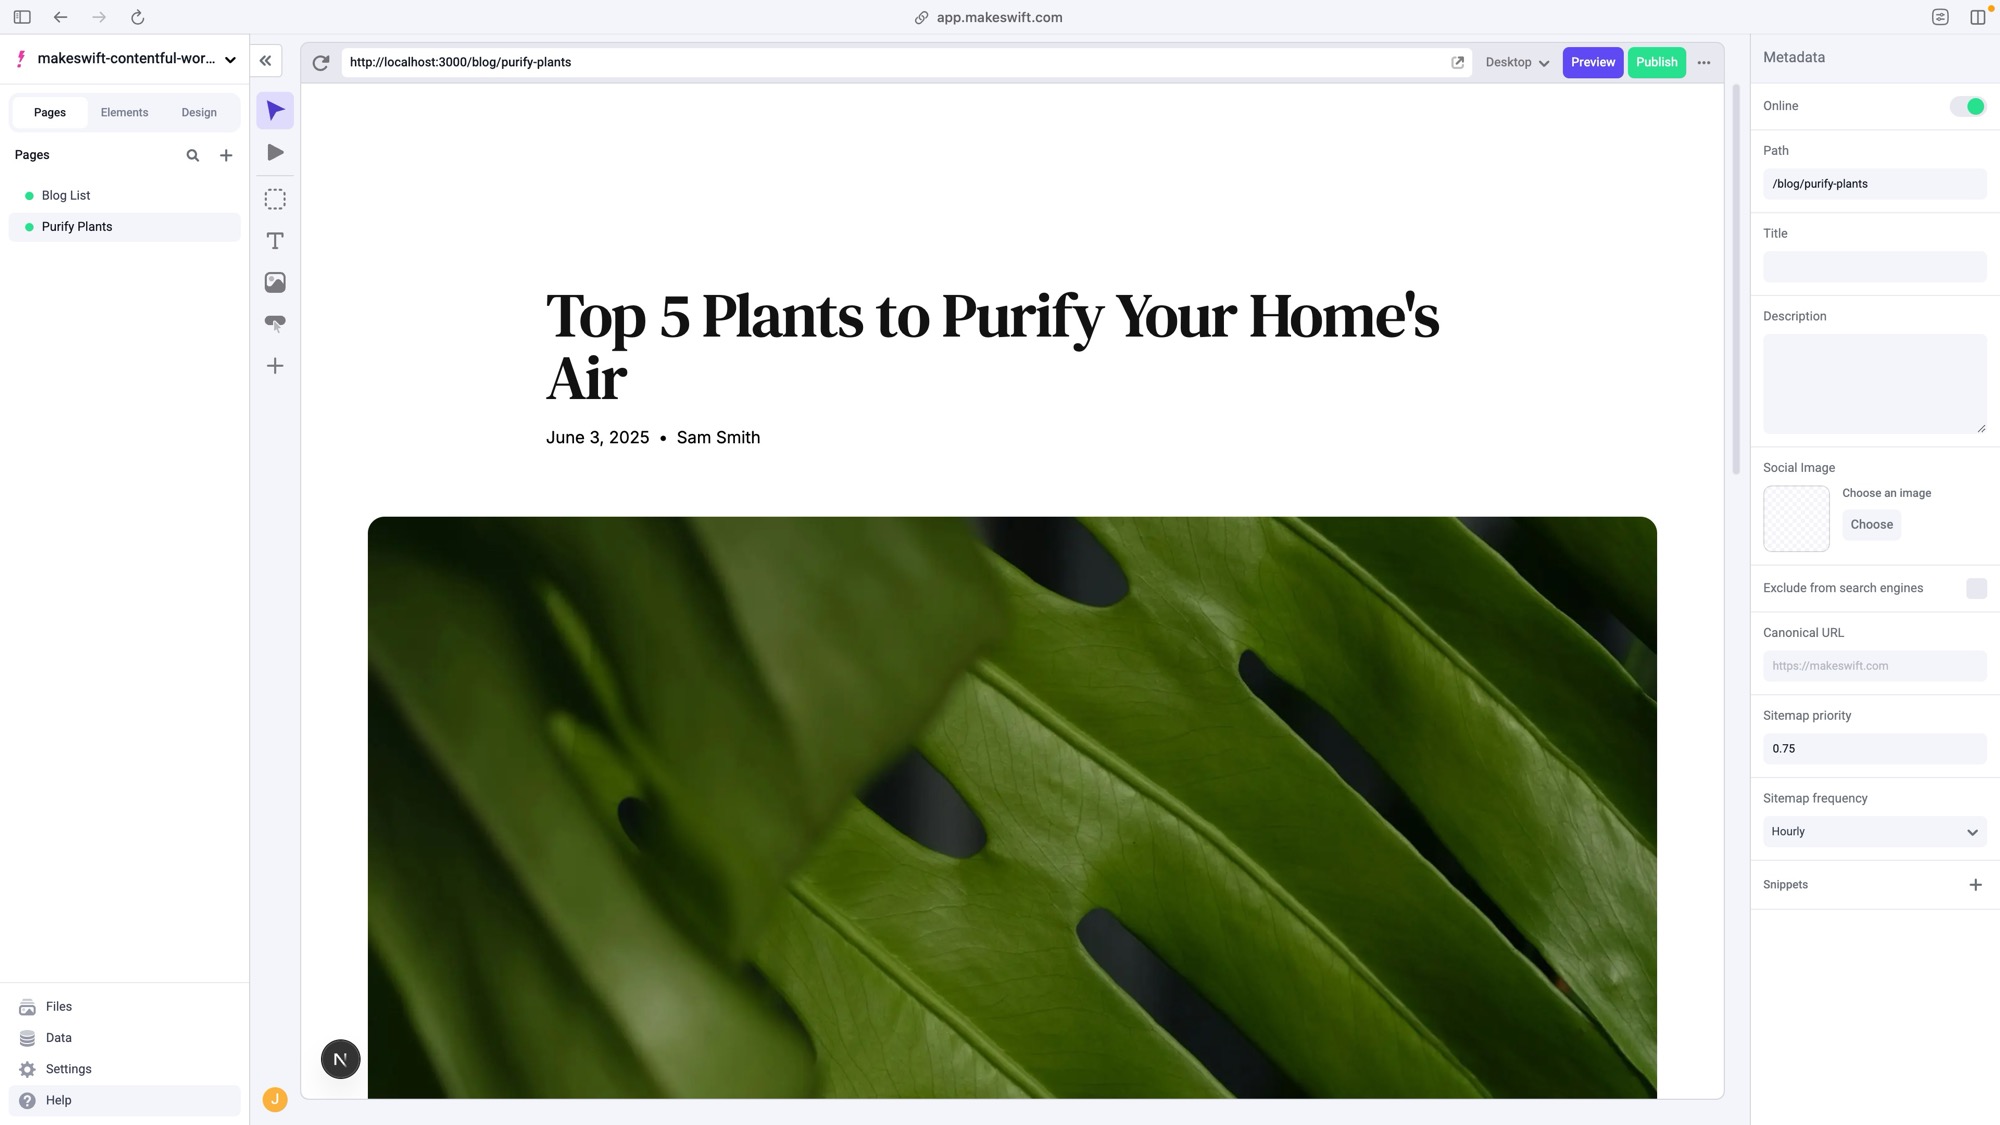 app.makeswift.com
makeswift-contentful-wor...
Pages
Elements
Design
Pages
Blog List
Purify Plants
Files
Data
Settings
Help
http://localhost:3000/blog/purify-plants
Desktop
Preview
Publish
Top 5 Plants to Purify Your Home's
Air
June 3, 2025 • Sam Smith
N
J
Metadata
Online
Path
/blog/purify-plants
Title
Description
Social Image
Choose an image
Choose
Exclude from search engines
Canonical URL
https://makeswift.com
Sitemap priority
0.75
Sitemap frequency
Hourly
Snippets